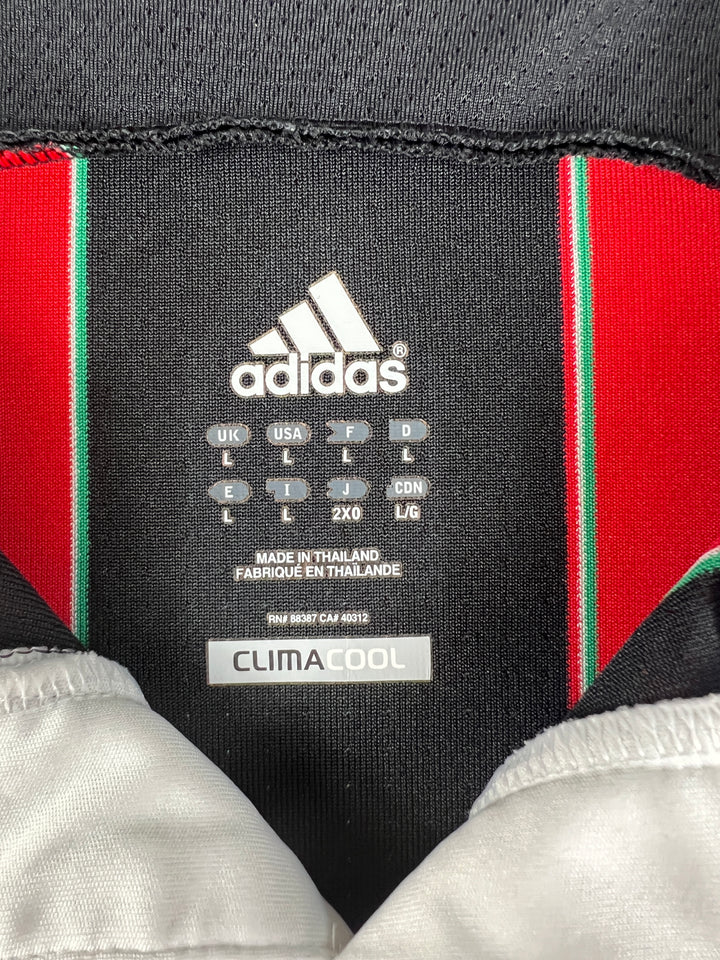 adidas®
UK USA F D
L L L L
E I J CDN
L L 2XO L/G
MADE IN THAILAND
FABRIQUÉ EN THAÏLANDE
RN# 88387 CA# 40312
CLIMACOOL